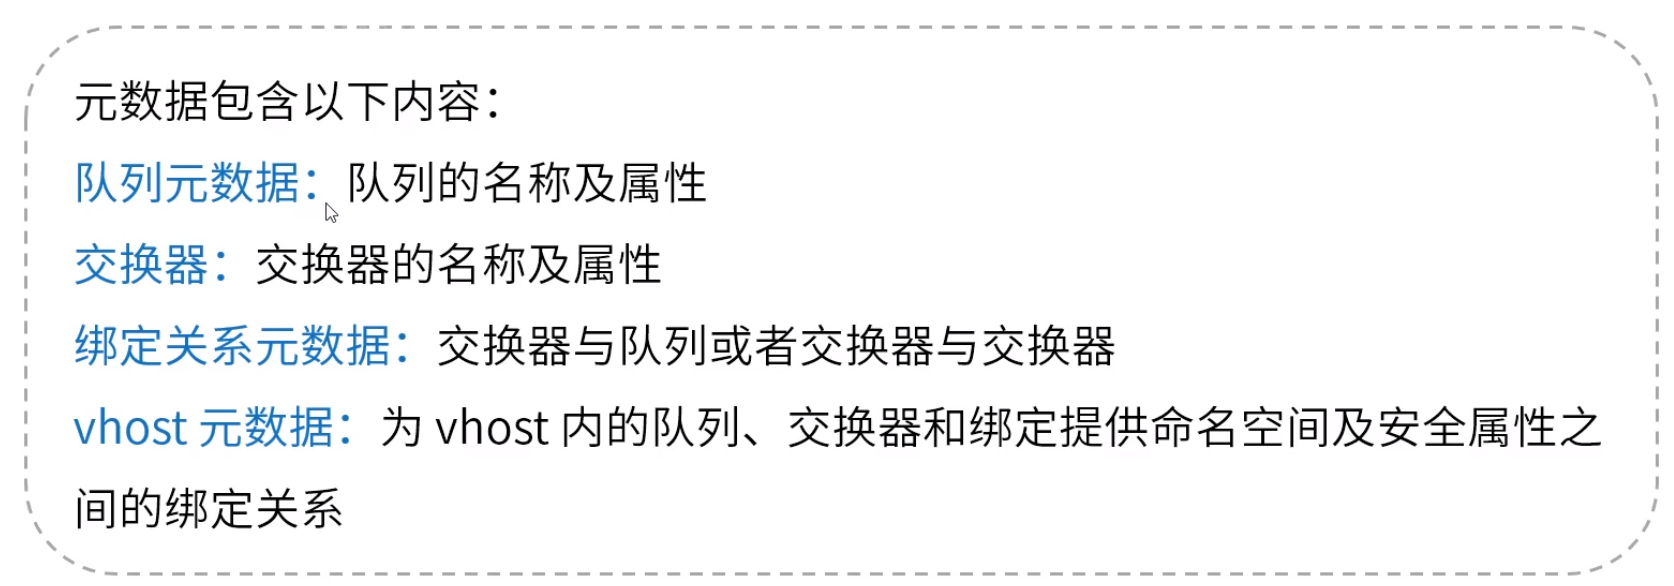 元数据包含以下内容：
队列元数据：队列的名称及属性
交换器：交换器的名称及属性
绑定关系元数据：交换器与队列或者交换器与交换器
vhost 元数据：为 vhost 内的队列、交换器和绑定提供命名空间及安全属性之
间的绑定关系